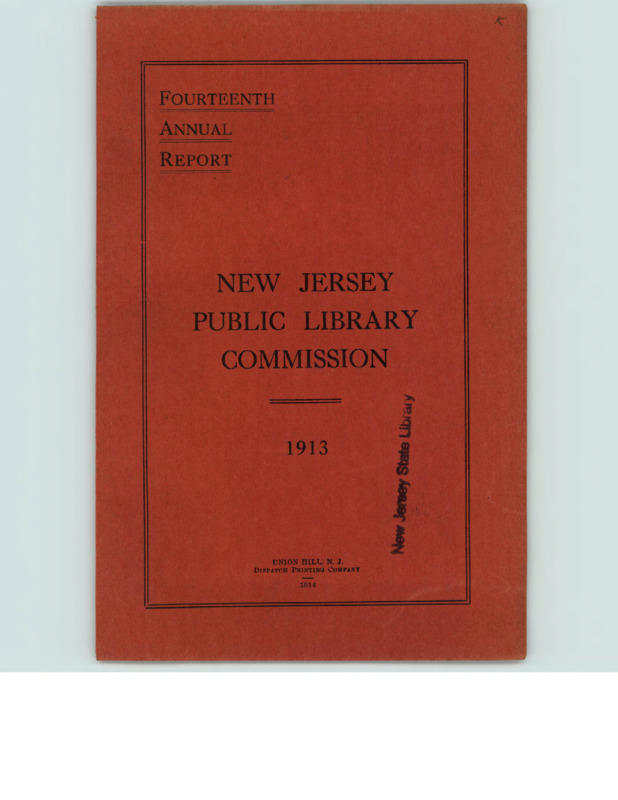 FOURTEENTH
ANNUAL
REPORT
NEW JERSEY
PUBLIC LIBRARY
COMMISSION
1913
New Jersey State Library
UNION HILL, N. J.
DISPATCH PRINTING COMPANY
1914